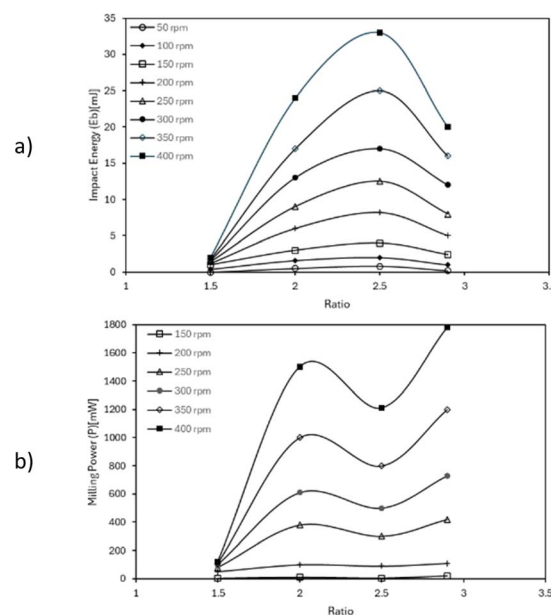 a)
Impact Energy (Eb)[mJ]
35
30
25
20
15
10
5
0
50 rpm
100 rpm
150 rpm
200 rpm
250 rpm
300 rpm
350 rpm
400 rpm
1 1.5 2 2.5 3 3.5
Ratio
b)
Milling Power (P)[mW]
1800
1600
1400
1200
1000
800
600
400
200
0
150 rpm
200 rpm
250 rpm
300 rpm
350 rpm
400 rpm
1 1.5 2 2.5 3 3.5
Ratio